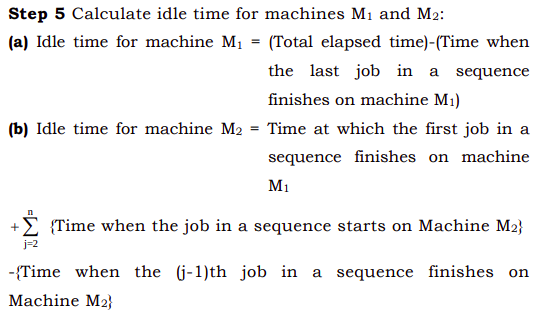 Step 5 Calculate idle time for machines M₁ and M₂:
(a) Idle time for machine M₁ = (Total elapsed time)-(Time when
the last job in a sequence
finishes on machine M₁)
(b) Idle time for machine M₂ = Time at which the first job in a
sequence finishes on machine
M₁
+ n∑j=2 {Time when the job in a sequence starts on Machine M₂}
-{Time when the (j-1)th job in a sequence finishes on
Machine M₂}